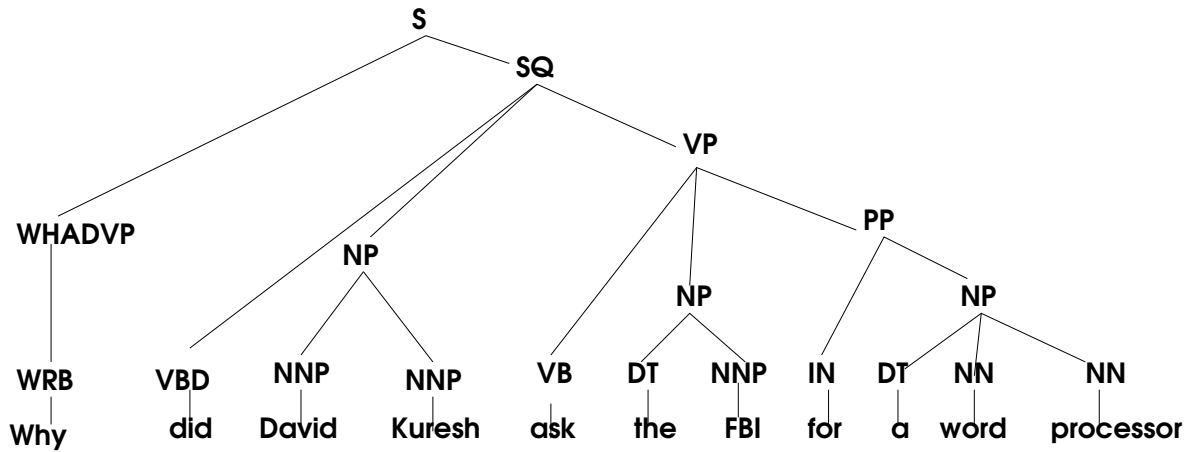 S
SQ
VP
WHADVP NP PP
NP NP
WRB VBD NNP NNP VB DT NNP IN DT NN NN
Why did David Kuresh ask the FBI for a word processor